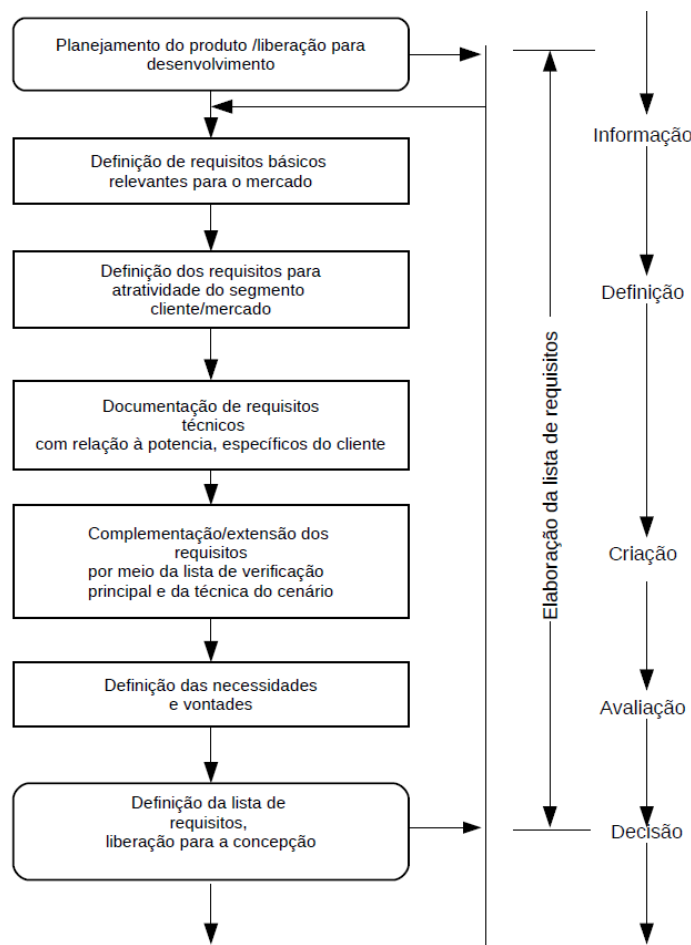 Planejamento do produto /liberação para
desenvolvimento
Definição de requisitos básicos
relevantes para o mercado
Definição dos requisitos para
atratividade do segmento
cliente/mercado
Documentação de requisitos
técnicos
com relação à potencia, específicos do cliente
Complementação/extensão dos
requisitos
por meio da lista de verificação
principal e da técnica do cenário
Definição das necessidades
e vontades
Definição da lista de
requisitos,
liberação para a concepção
Elaboração da lista de requisitos
Informação
Definição
Criação
Avaliação
Decisão